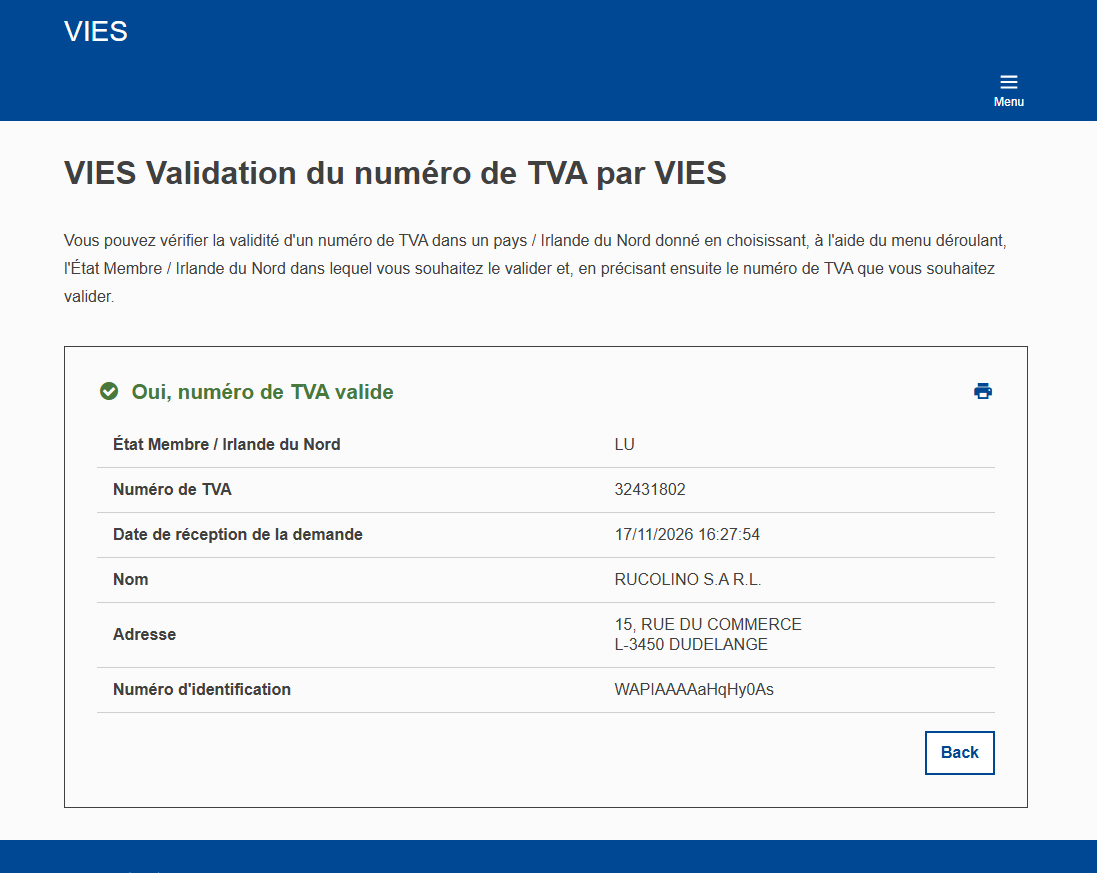 VIES
Menu
VIES Validation du numéro de TVA par VIES
Vous pouvez vérifier la validité d'un numéro de TVA dans un pays / Irlande du Nord donné en choisissant, à l'aide du menu déroulant,
l'État Membre / Irlande du Nord dans lequel vous souhaitez le valider et, en précisant ensuite le numéro de TVA que vous souhaitez
valider.
Oui, numéro de TVA valide
État Membre / Irlande du Nord LU
Numéro de TVA 32431802
Date de réception de la demande 17/11/2026 16:27:54
Nom RUCOLINO S.A R.L.
Adresse 15, RUE DU COMMERCE
L-3450 DUDELANGE
Numéro d'identification WAPIAAAAaHqHy0As
Back